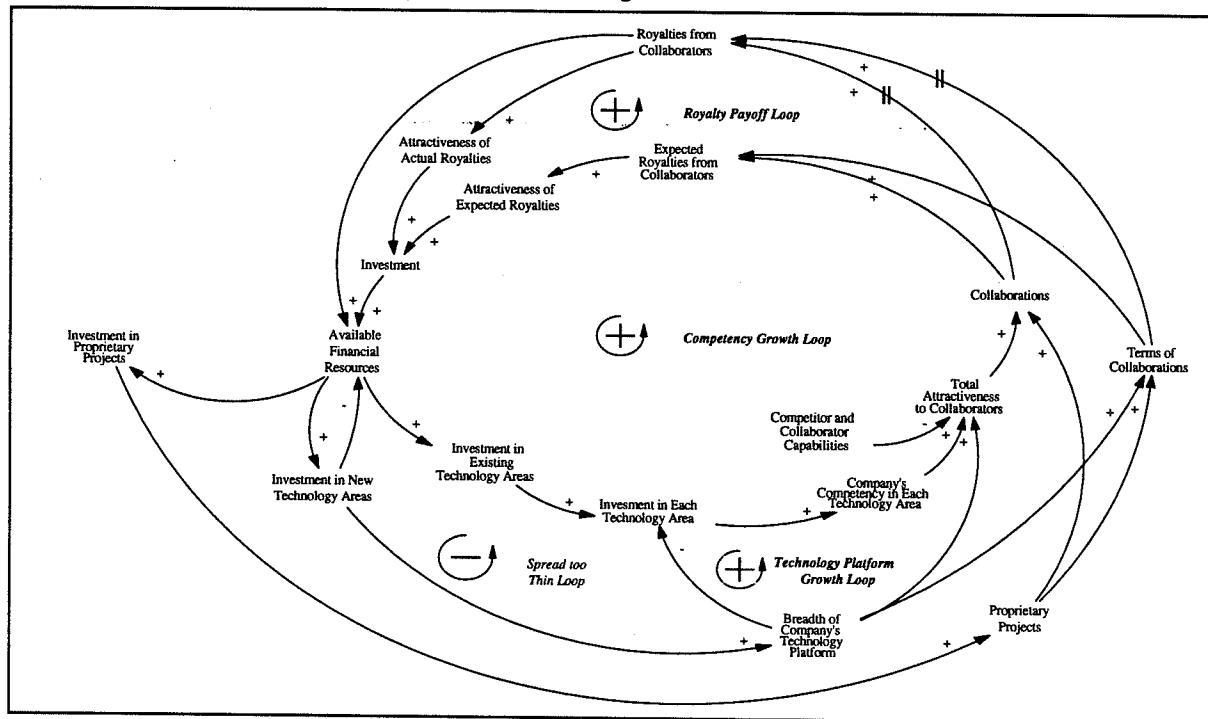 Royalties from
Collaborators
+
+
Royalty Payoff Loop
+
+
Attractiveness of
Actual Royalties
Expected
Royalties from
Collaborators
+
+
+
Attractiveness of
Expected Royalties
+
+
Investment
Collaborations
+
+
Investment in
Proprietary
Projects
Available
Financial
Resources
+
Competency Growth Loop
+
+
Terms of
Collaborations
+
Total
Attractiveness
to Collaborators
-
+
+
+
Competitor and
Collaborator
Capabilities
-
+
+
+
Investment in New
Technology Areas
Investment in
Existing
Technology Areas
Company's
Competency in Each
Technology Area
+
+
Invesment in Each
Technology Area
-
−
Spread too
Thin Loop
+
Technology Platform
Growth Loop
Breadth of
Company's
Technology
Platform
+
Proprietary
Projects
+